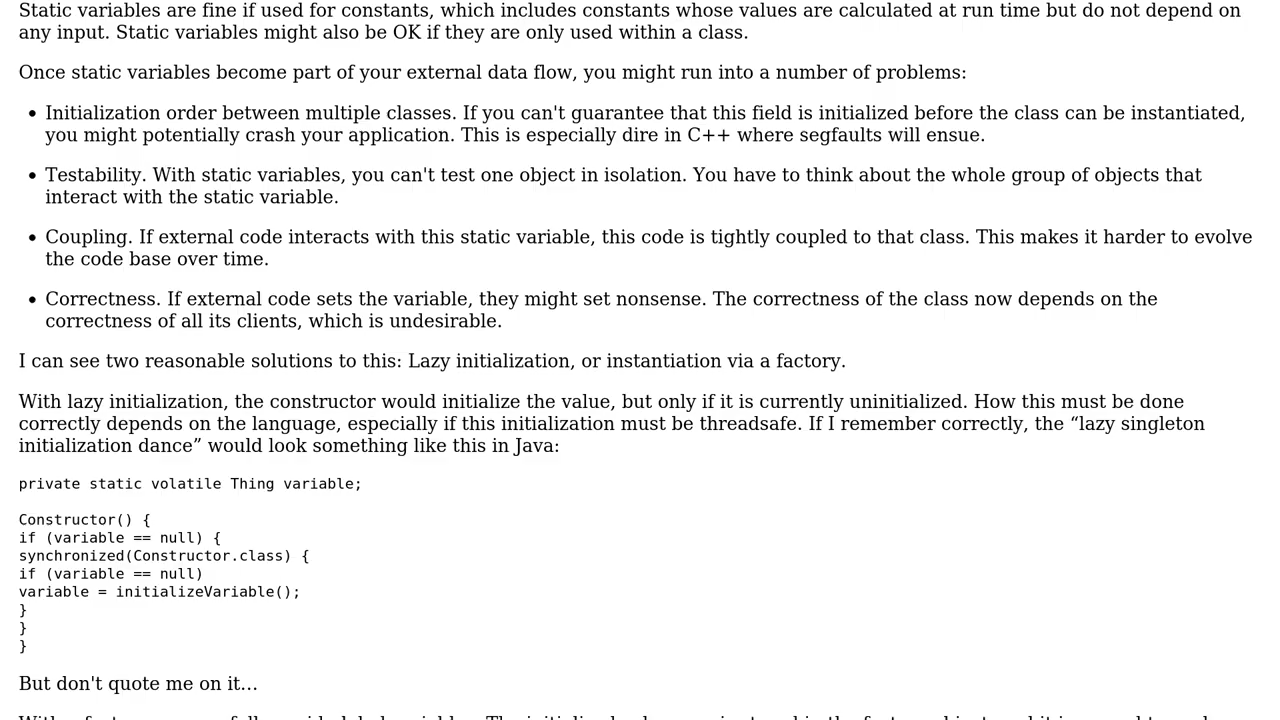 Static variables are fine if used for constants, which includes constants whose values are calculated at run time but do not depend on
any input. Static variables might also be OK if they are only used within a class.
Once static variables become part of your external data flow, you might run into a number of problems:
• Initialization order between multiple classes. If you can't guarantee that this field is initialized before the class can be instantiated,
you might potentially crash your application. This is especially dire in C++ where segfaults will ensue.
• Testability. With static variables, you can't test one object in isolation. You have to think about the whole group of objects that
interact with the static variable.
• Coupling. If external code interacts with this static variable, this code is tightly coupled to that class. This makes it harder to evolve
the code base over time.
• Correctness. If external code sets the variable, they might set nonsense. The correctness of the class now depends on the
correctness of all its clients, which is undesirable.
I can see two reasonable solutions to this: Lazy initialization, or instantiation via a factory.
With lazy initialization, the constructor would initialize the value, but only if it is currently uninitialized. How this must be done
correctly depends on the language, especially if this initialization must be threadsafe. If I remember correctly, the “lazy singleton
initialization dance” would look something like this in Java:
private static volatile Thing variable;
Constructor() {
if (variable == null) {
synchronized(Constructor.class) {
if (variable == null)
variable = initializeVariable();
}
}
}
But don't quote me on it…